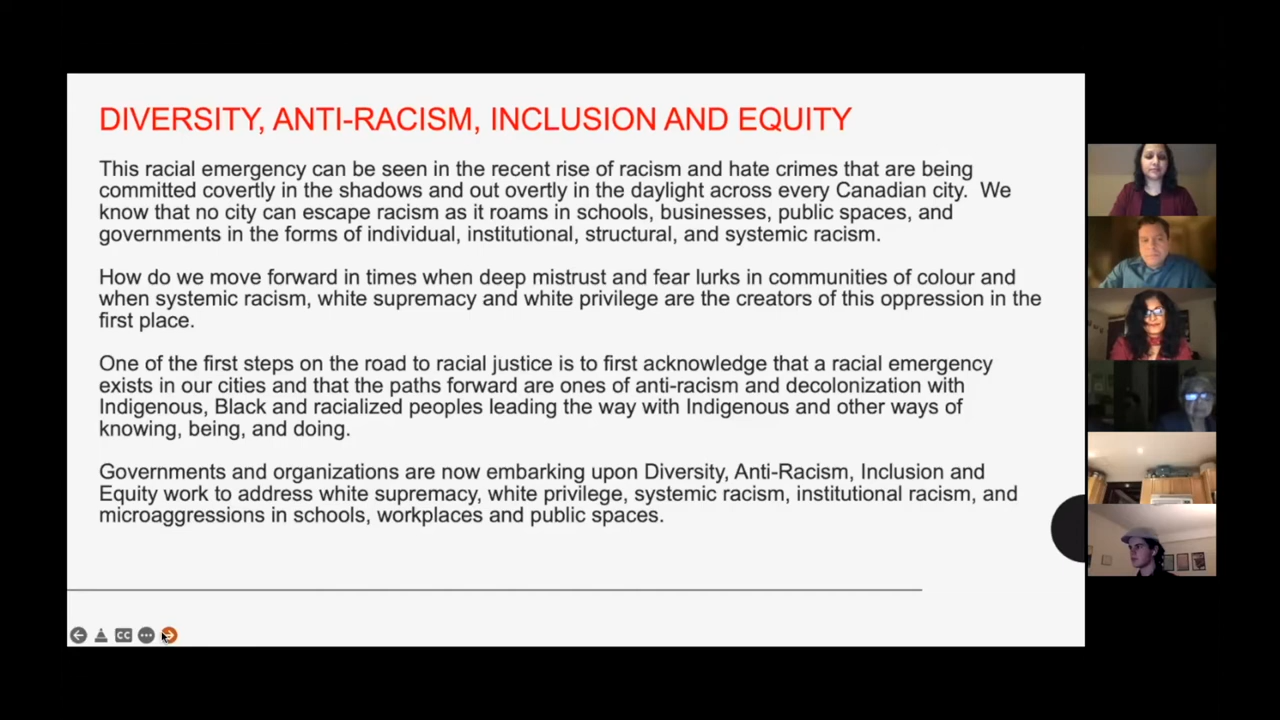 DIVERSITY, ANTI-RACISM, INCLUSION AND EQUITY
This racial emergency can be seen in the recent rise of racism and hate crimes that are being
committed covertly in the shadows and out overtly in the daylight across every Canadian city.  We
know that no city can escape racism as it roams in schools, businesses, public spaces, and
governments in the forms of individual, institutional, structural, and systemic racism.
How do we move forward in times when deep mistrust and fear lurks in communities of colour and
when systemic racism, white supremacy and white privilege are the creators of this oppression in the
first place.
One of the first steps on the road to racial justice is to first acknowledge that a racial emergency
exists in our cities and that the paths forward are ones of anti-racism and decolonization with
Indigenous, Black and racialized peoples leading the way with Indigenous and other ways of
knowing, being, and doing.
Governments and organizations are now embarking upon Diversity, Anti-Racism, Inclusion and
Equity work to address white supremacy, white privilege, systemic racism, institutional racism, and
microaggressions in schools, workplaces and public spaces.
CC